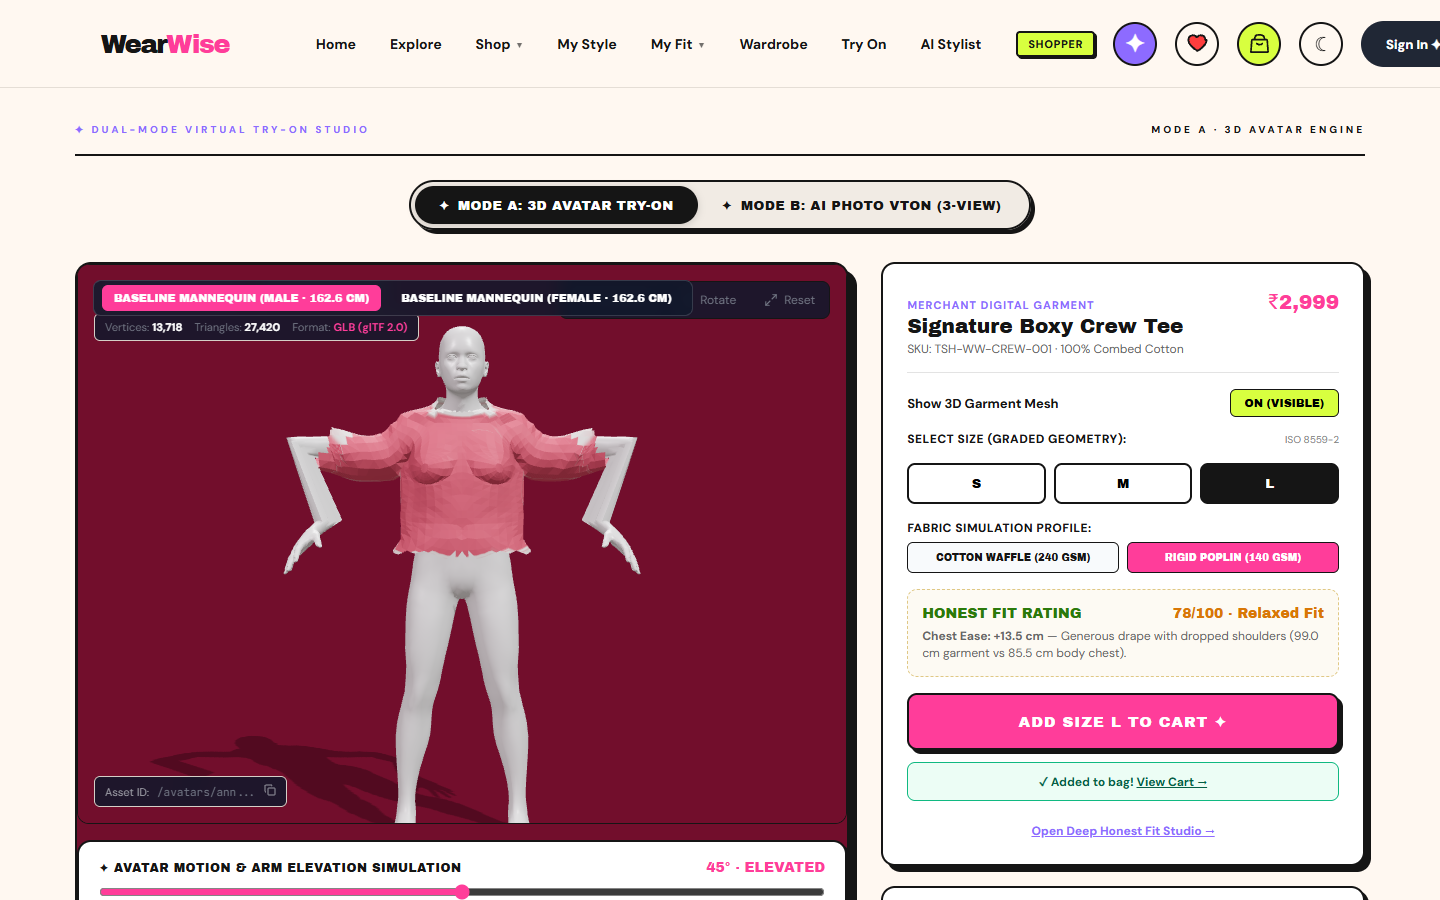 WearWise
Home Explore Shop ▾ My Style My Fit ▾ Wardrobe Try On AI Stylist SHOPPER Sign In ✦
✦ DUAL-MODE VIRTUAL TRY-ON STUDIO
MODE A · 3D AVATAR ENGINE
✦ MODE A: 3D AVATAR TRY-ON
✦ MODE B: AI PHOTO VTON (3-VIEW)
BASELINE MANNEQUIN (MALE · 162.6 CM)
BASELINE MANNEQUIN (FEMALE · 162.6 CM)
Rotate
Reset
Vertices: 13,718 Triangles: 27,420 Format: GLB (glTF 2.0)
Asset ID: /avatars/ann...
✦ AVATAR MOTION & ARM ELEVATION SIMULATION
45° · ELEVATED
MERCHANT DIGITAL GARMENT
₹2,999
Signature Boxy Crew Tee
SKU: TSH-WW-CREW-001 · 100% Combed Cotton
Show 3D Garment Mesh
ON (VISIBLE)
SELECT SIZE (GRADED GEOMETRY):
ISO 8559-2
S
M
L
FABRIC SIMULATION PROFILE:
COTTON WAFFLE (240 GSM)
RIGID POPLIN (140 GSM)
HONEST FIT RATING
78/100 · Relaxed Fit
Chest Ease: +13.5 cm — Generous drape with dropped shoulders (99.0
cm garment vs 85.5 cm body chest).
ADD SIZE L TO CART ✦
✓ Added to bag! View Cart →
Open Deep Honest Fit Studio →